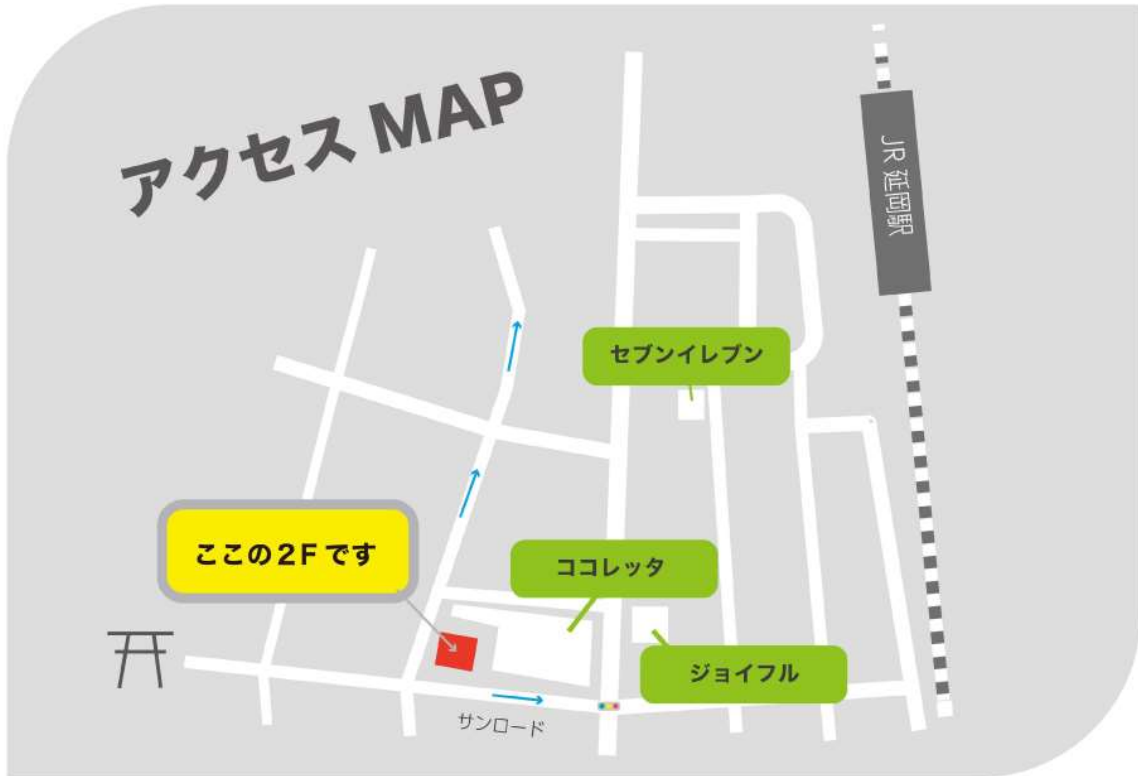 アクセス MAP
JR 延岡駅
セブンイレブン
ここの2F です
ココレッタ
ジョイフル
サンロード